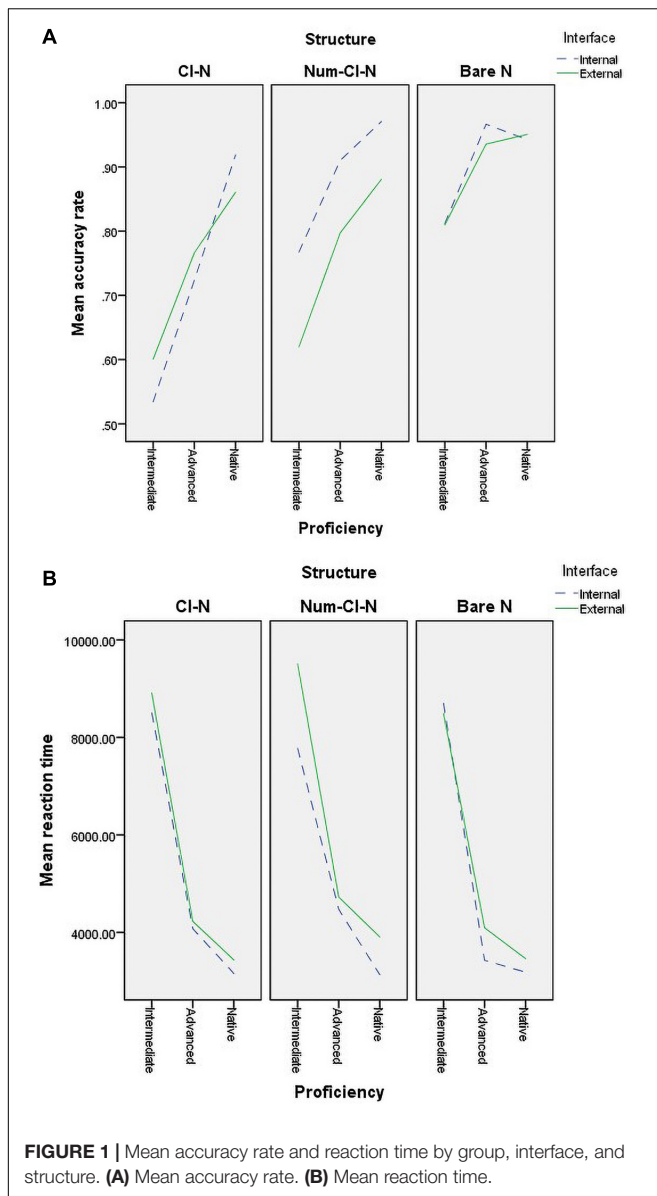 A
Structure
Interface
Internal
External
Cl-N
Num-Cl-N
Bare N
Mean accuracy rate
1.00
.90
.80
.70
.60
.50
Intermediate
Advanced
Native
Intermediate
Advanced
Native
Intermediate
Advanced
Native
Proficiency
B
Structure
Interface
Internal
External
Cl-N
Num-Cl-N
Bare N
Mean reaction time
10000.00
8000.00
6000.00
4000.00
Intermediate
Advanced
Native
Intermediate
Advanced
Native
Intermediate
Advanced
Native
Proficiency
FIGURE 1 | Mean accuracy rate and reaction time by group, interface, and
structure. (A) Mean accuracy rate. (B) Mean reaction time.